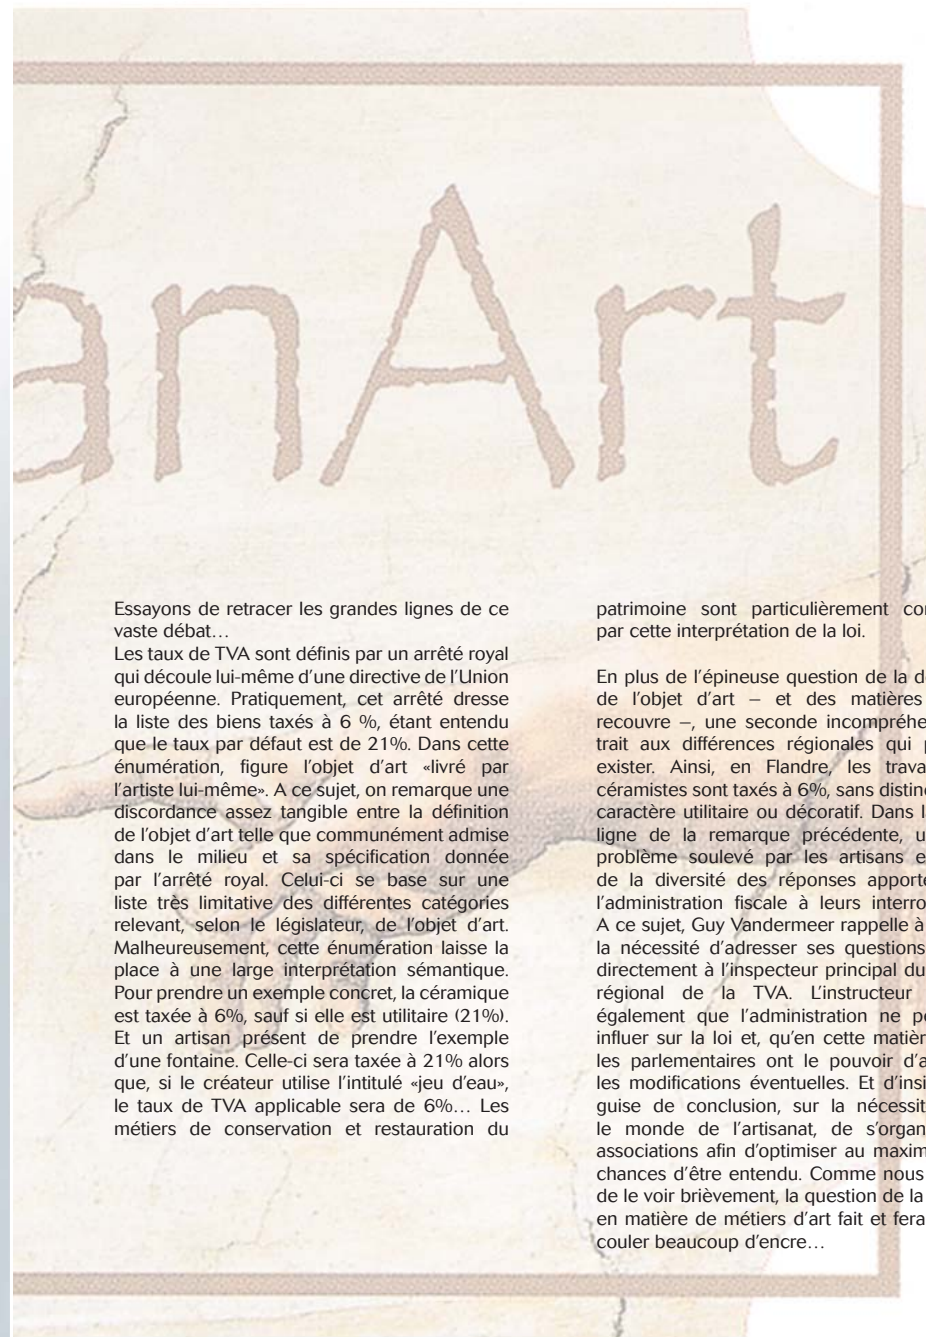 anArt
Essayons de retracer les grandes lignes de ce
vaste débat…
Les taux de TVA sont définis par un arrêté royal
qui découle lui-même d’une directive de l’Union
européenne. Pratiquement, cet arrêté dresse
la liste des biens taxés à 6 %, étant entendu
que le taux par défaut est de 21%. Dans cette
énumération, figure l’objet d’art «livré par
l’artiste lui-même». A ce sujet, on remarque une
discordance assez tangible entre la définition
de l’objet d’art telle que communément admise
dans le milieu et sa spécification donnée
par l’arrêté royal. Celui-ci se base sur une
liste très limitative des différentes catégories
relevant, selon le législateur, de l’objet d’art.
Malheureusement, cette énumération laisse la
place à une large interprétation sémantique.
Pour prendre un exemple concret, la céramique
est taxée à 6%, sauf si elle est utilitaire (21%).
Et un artisan présent de prendre l’exemple
d’une fontaine. Celle-ci sera taxée à 21% alors
que, si le créateur utilise l’intitulé «jeu d’eau»,
le taux de TVA applicable sera de 6%… Les
métiers de conservation et restauration du
patrimoine sont particulièrement
par cette interprétation de la loi.
En plus de l’épineuse question de la
de l’objet d’art – et des matières
recouvre –, une seconde
trait aux différences régionales qui
exister. Ainsi, en Flandre, les
céramistes sont taxés à 6%, sans
caractère utilitaire ou décoratif. Dans
ligne de la remarque précédente,
problème soulevé par les artisans
de la diversité des réponses
l’administration fiscale à leurs
A ce sujet, Guy Vandermeer rappelle à
la nécessité d’adresser ses questions
directement à l’inspecteur principal du
régional de la TVA. L’instructeur
également que l’administration ne
influer sur la loi et, qu’en cette
les parlementaires ont le pouvoir
les modifications éventuelles. Et
guise de conclusion, sur la
le monde de l’artisanat, de
associations afin d’optimiser au
chances d’être entendu. Comme nous
de le voir brièvement, la question de la
en matière de métiers d’art fait et fera
couler beaucoup d’encre…